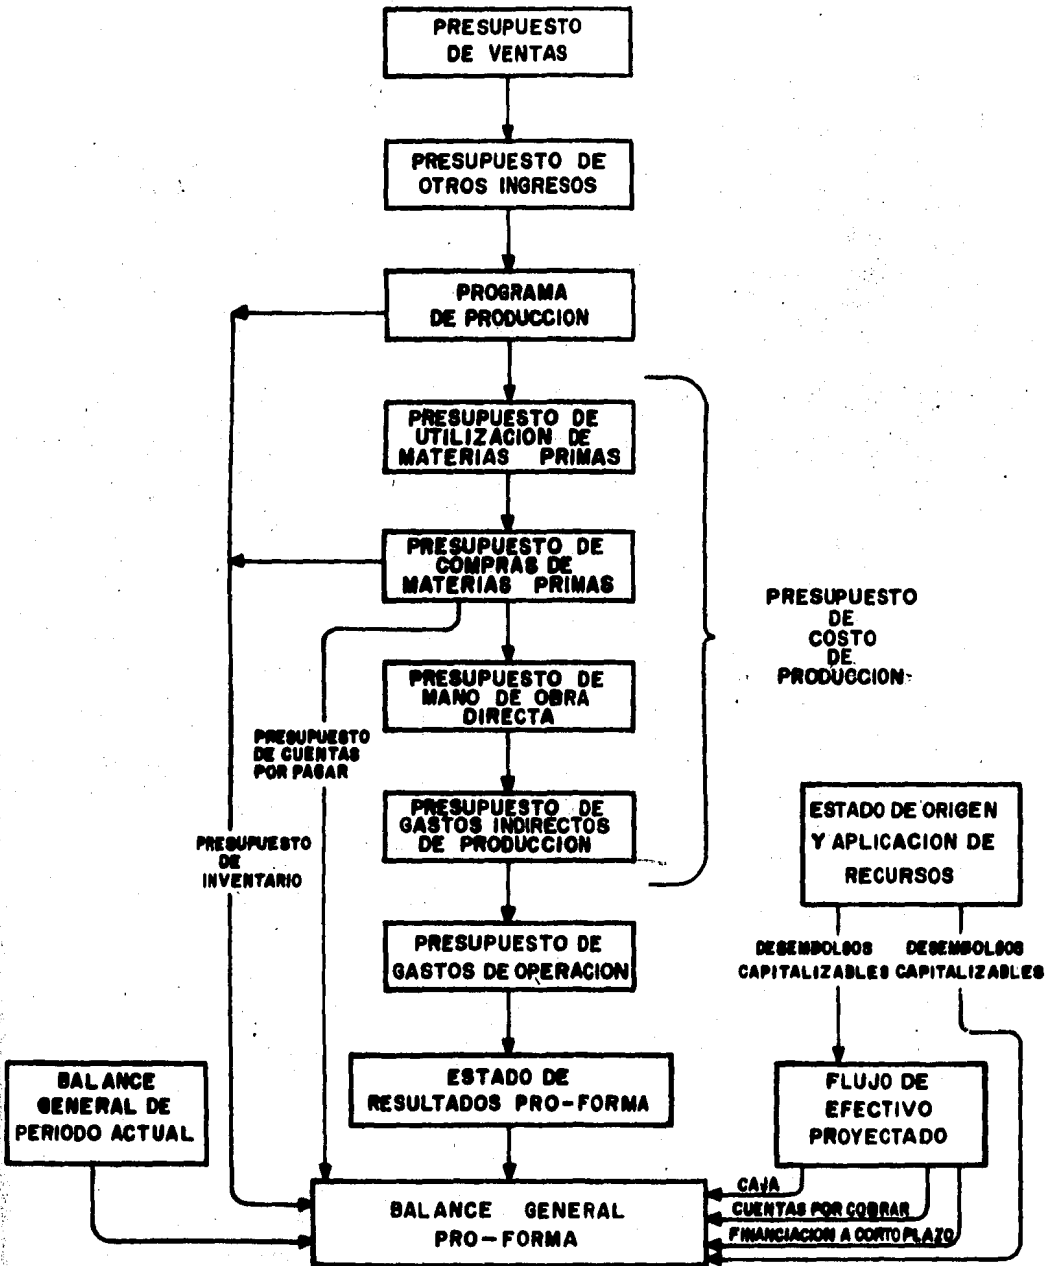 PRESUPUESTO
DE VENTAS
PRESUPUESTO DE
OTROS INGRESOS
PROGRAMA
DE PRODUCCION
PRESUPUESTO DE
UTILIZACION DE
MATERIAS PRIMAS
PRESUPUESTO DE
COMPRAS DE
MATERIAS PRIMAS
PRESUPUESTO
DE
COSTO
DE
PRODUCCION
PRESUPUESTO DE
MANO DE OBRA
DIRECTA
PRESUPUESTO
DE CUENTAS
POR PAGAR
PRESUPUESTO DE
GASTOS INDIRECTOS
DE PRODUCCION
PRESUPUESTO
DE
INVENTARIO
ESTADO DE ORIGEN
Y APLICACION DE
RECURSOS
PRESUPUESTO DE
GASTOS DE OPERACION
DESEMBOLSOS
CAPITALIZABLES
DESEMBOLSOS
CAPITALIZABLES
BALANCE
GENERAL DE
PERIODO ACTUAL
ESTADO DE
RESULTADOS PRO-FORMA
FLUJO DE
EFECTIVO
PROYECTADO
BALANCE GENERAL
PRO-FORMA
CAJA
CUENTAS POR COBRAR
FINANCIACION A CORTO PLAZO